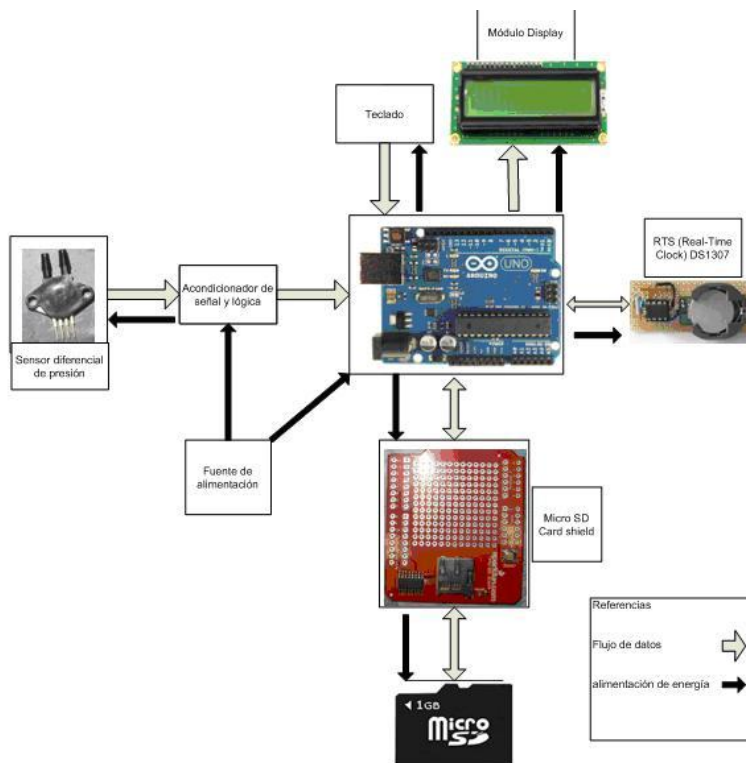 Módulo Display
Teclado
RTS (Real-Time
Clock) DS1307
UNO
ARDUINO
Acondicionador de
señal y lógica
Sensor diferencial
de presión
Fuente de
alimentación
Micro SD
Card shield
Referencias
Flujo de datos
alimentación de energía
1GB
Micro
SD